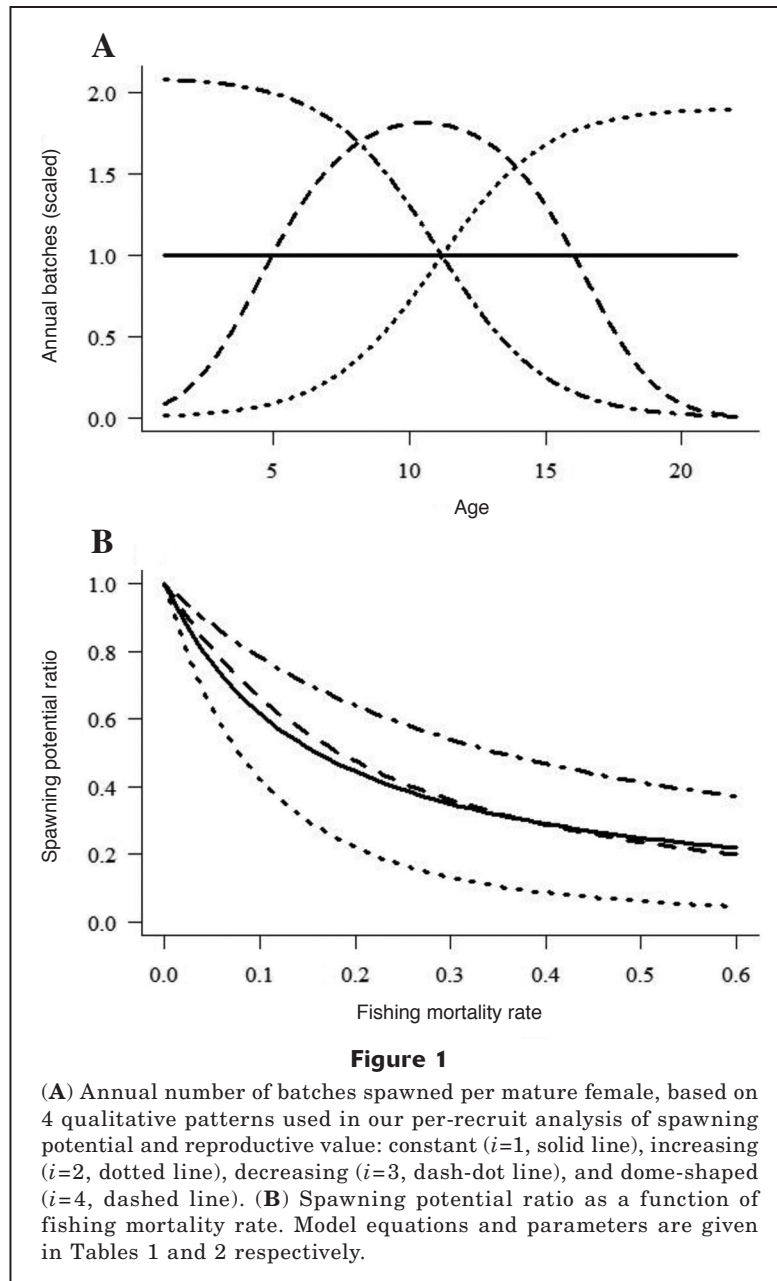 A
Annual batches (scaled)
2.0
1.5
1.0
0.5
0.0
5 10 15 20
Age
B
Spawning potential ratio
1.0
0.8
0.6
0.4
0.2
0.0
0.0 0.1 0.2 0.3 0.4 0.5 0.6
Fishing mortality rate
Figure 1
(A) Annual number of batches spawned per mature female, based on
4 qualitative patterns used in our per-recruit analysis of spawning
potential and reproductive value: constant (i=1, solid line), increasing
(i=2, dotted line), decreasing (i=3, dash-dot line), and dome-shaped
(i=4, dashed line). (B) Spawning potential ratio as a function of
fishing mortality rate. Model equations and parameters are given
in Tables 1 and 2 respectively.